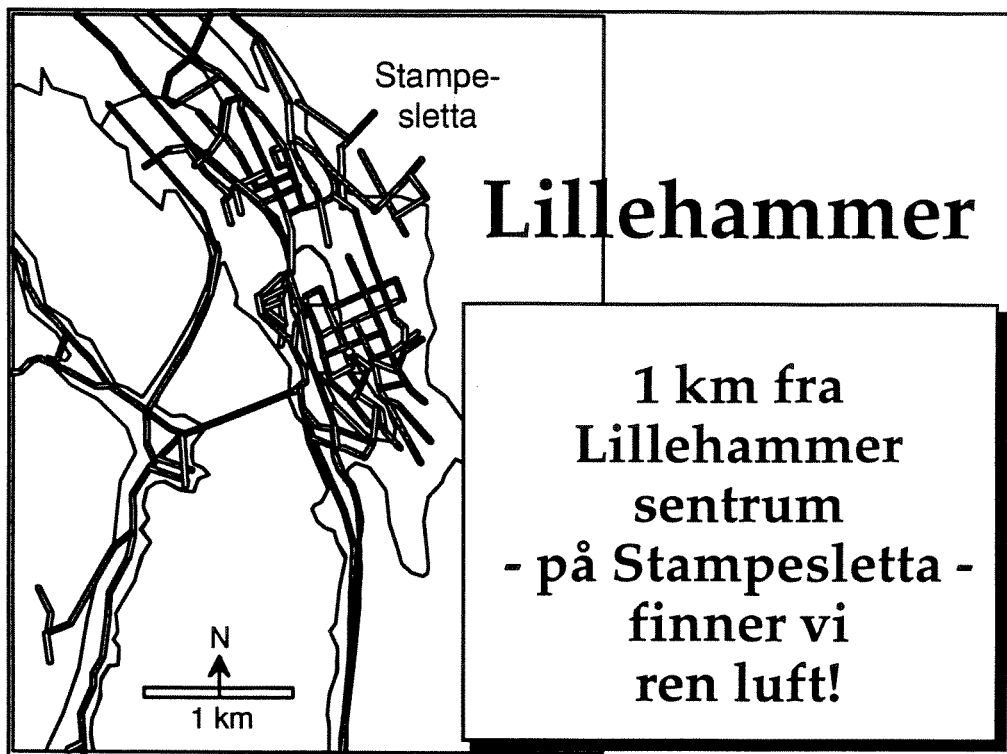 Stampe-
sletta
Lillehammer
1 km fra
Lillehammer
sentrum
- på Stampesletta -
finner vi
ren luft!
N
1 km